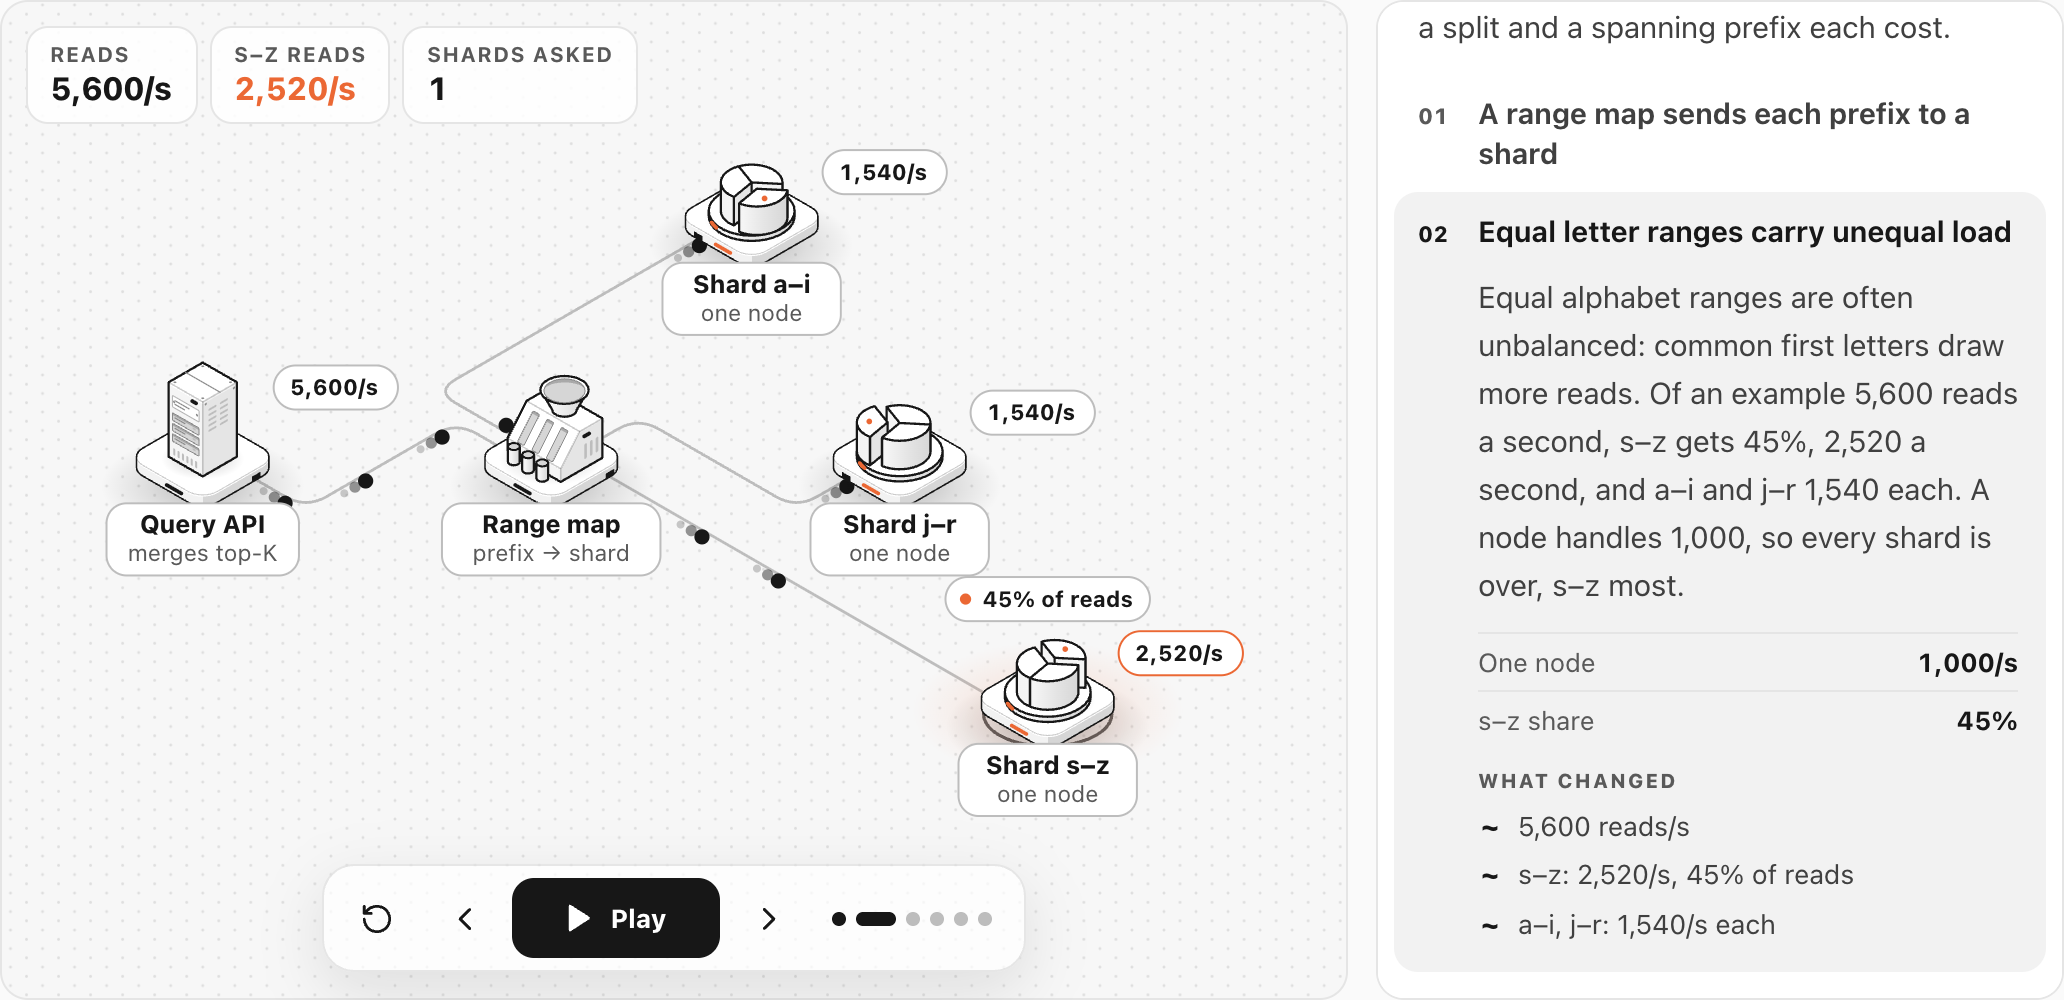 READS
5,600/s
S–Z READS
2,520/s
SHARDS ASKED
1
1,540/s
Shard a–i
one node
5,600/s
Query API
merges top-K
Range map
prefix → shard
1,540/s
Shard j–r
one node
45% of reads
2,520/s
Shard s–z
one node
Play
a split and a spanning prefix each cost.
01 A range map sends each prefix to a
shard
02 Equal letter ranges carry unequal load
Equal alphabet ranges are often
unbalanced: common first letters draw
more reads. Of an example 5,600 reads
a second, s–z gets 45%, 2,520 a
second, and a–i and j–r 1,540 each. A
node handles 1,000, so every shard is
over, s–z most.
One node 1,000/s
s–z share 45%
WHAT CHANGED
~ 5,600 reads/s
~ s–z: 2,520/s, 45% of reads
~ a–i, j–r: 1,540/s each